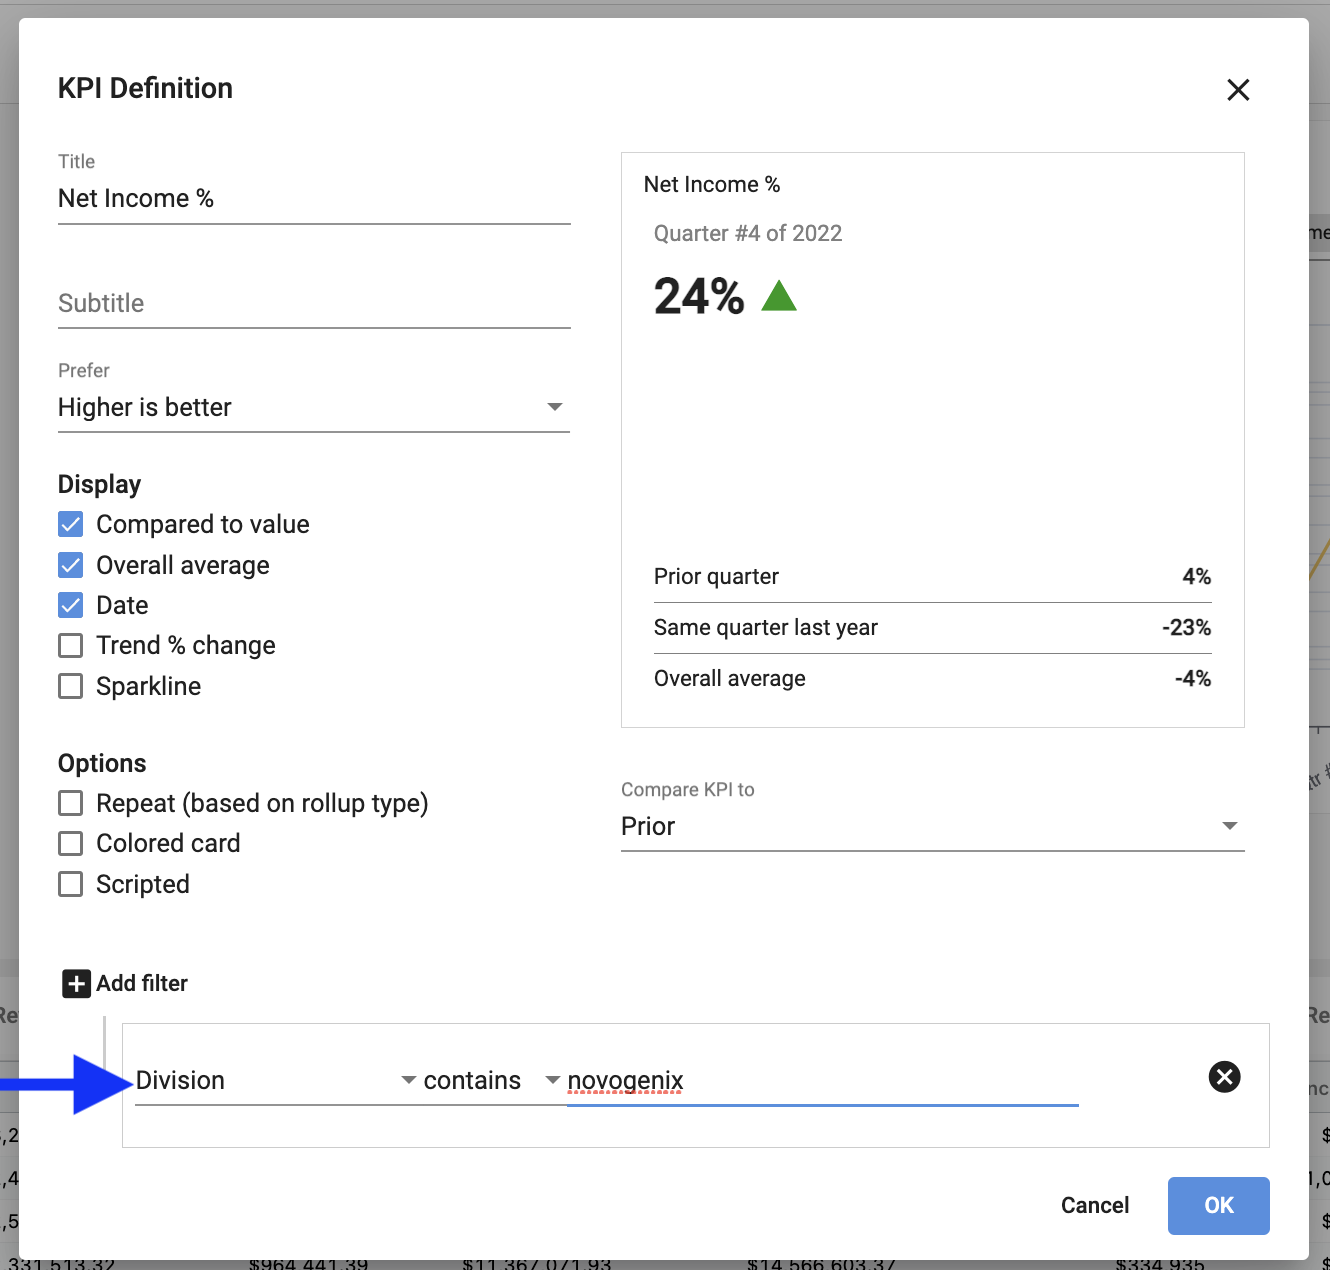 KPI Definition
Title
Net Income %
Subtitle
Prefer
Higher is better
Display
Compared to value
Overall average
Date
Trend % change
Sparkline
Options
Repeat (based on rollup type)
Colored card
Scripted
Net Income %
Quarter #4 of 2022
24%
Prior quarter 4%
Same quarter last year -23%
Overall average -4%
Compare KPI to
Prior
Add filter
Division contains novogenix
Cancel OK
331,513.32 $964,441.39 $11,367,071.93 $14,566,603.37 $334,935